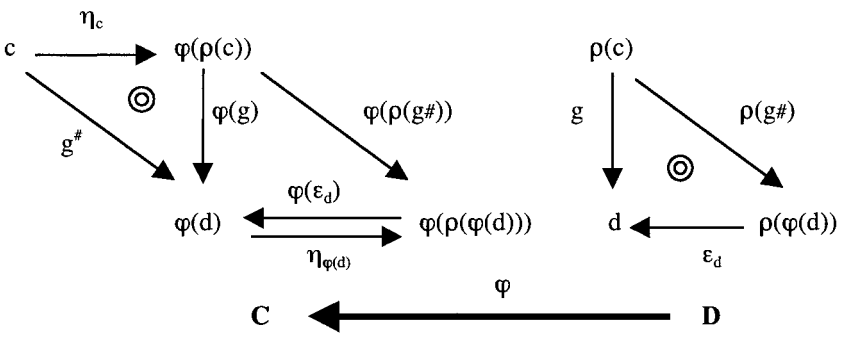 η_c
c φ(ρ(c)) ρ(c)
g^# φ(g) φ(ρ(g#)) g ρ(g#)
φ(ε_d)
φ(d) φ(ρ(φ(d))) d ρ(φ(d))
η_φ(d) ε_d
φ
C D